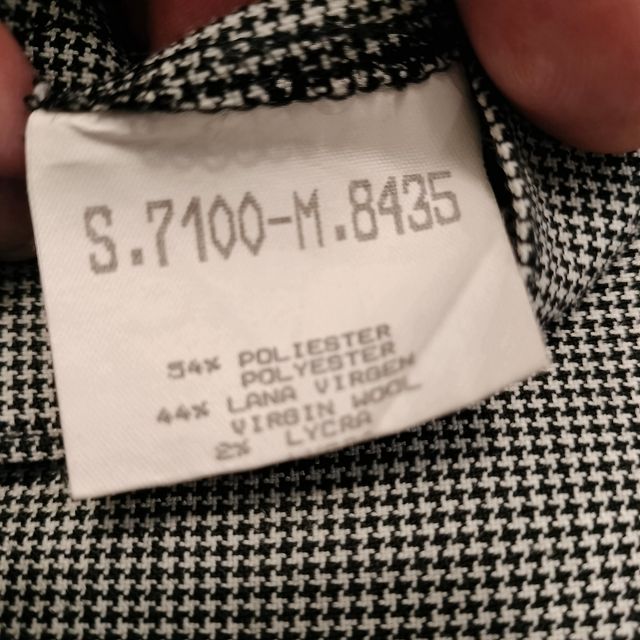 S.7100-M.8435
54% POLIESTER
POLYESTER
44% LANA VIRGEN
VIRGIN WOOL
2% LYCRA